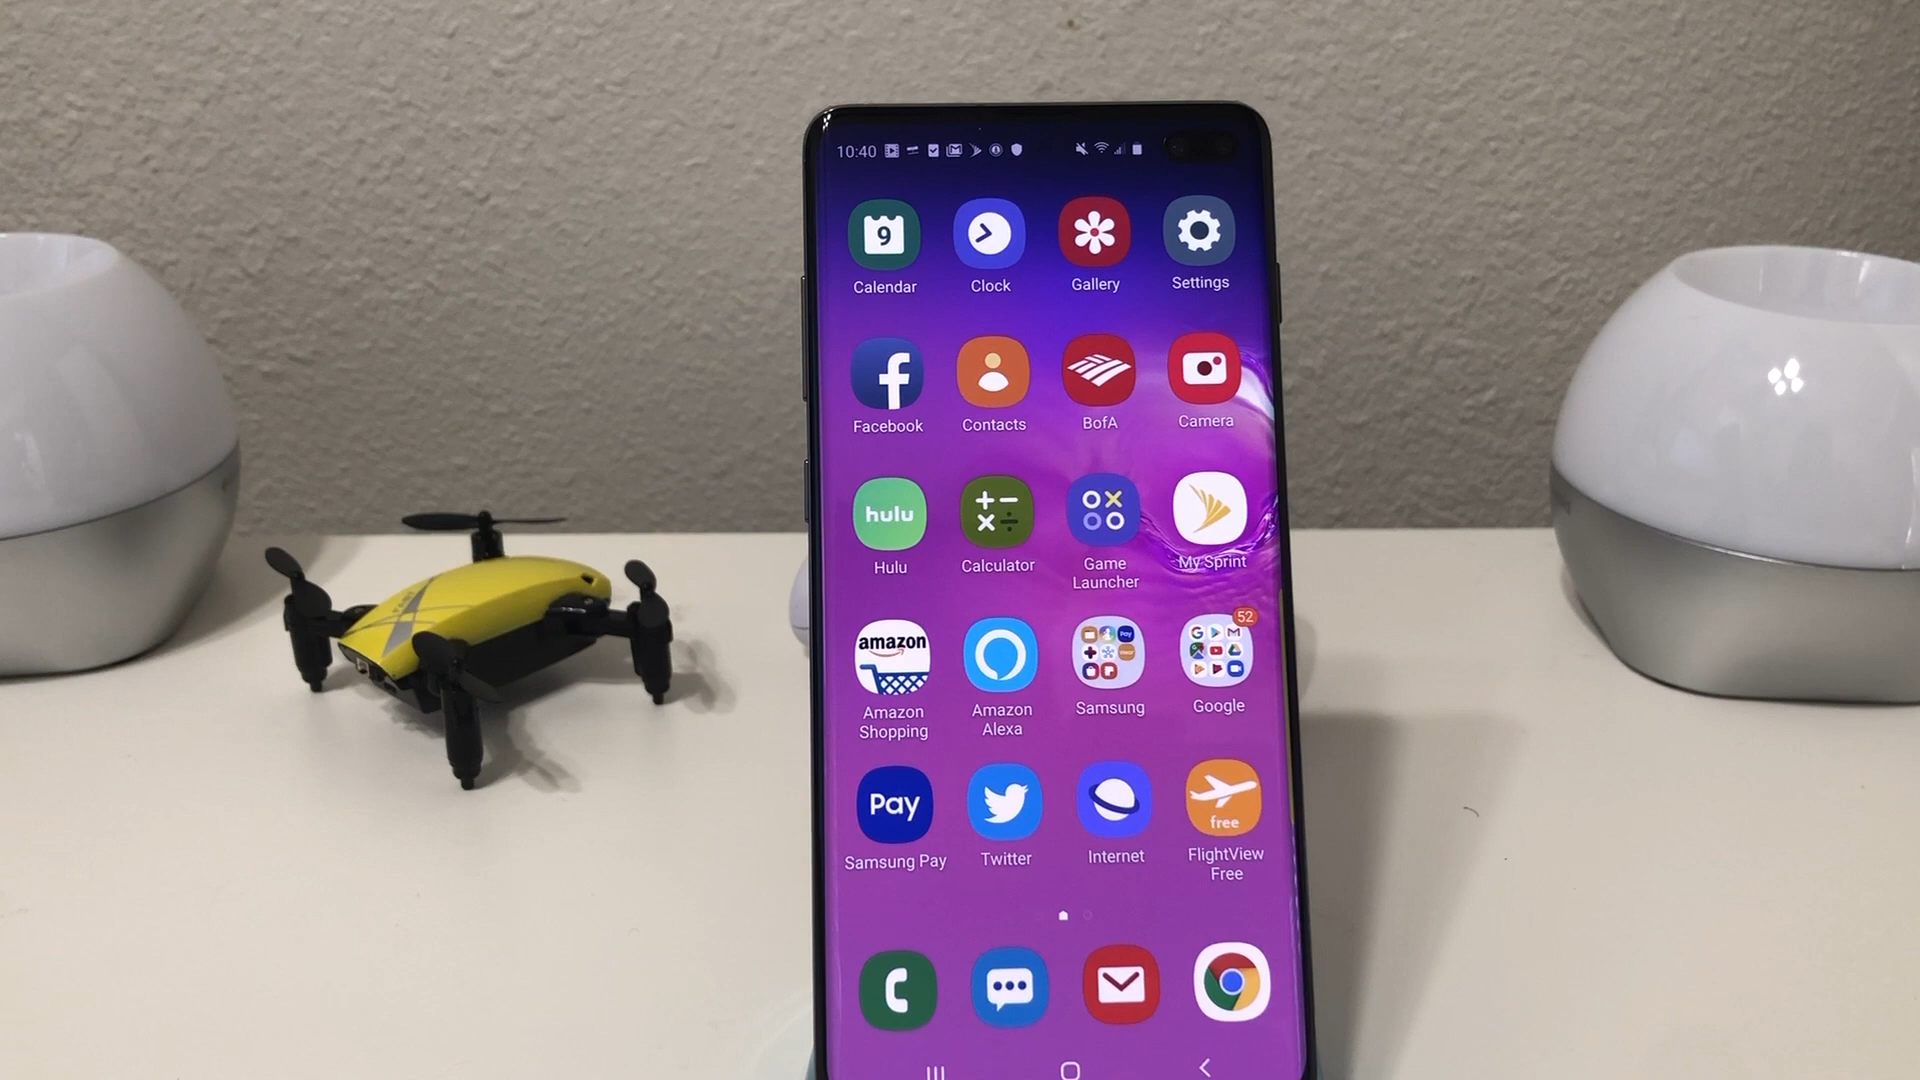 10:40
9
Calendar
Clock
Gallery
Settings
Facebook
Contacts
BofA
Camera
hulu
Hulu
Calculator
Game
Launcher
My Sprint
amazon
Amazon
Shopping
Amazon
Alexa
Pay
Samsung
52
Google
Pay
Samsung Pay
Twitter
Internet
free
FlightView
Free